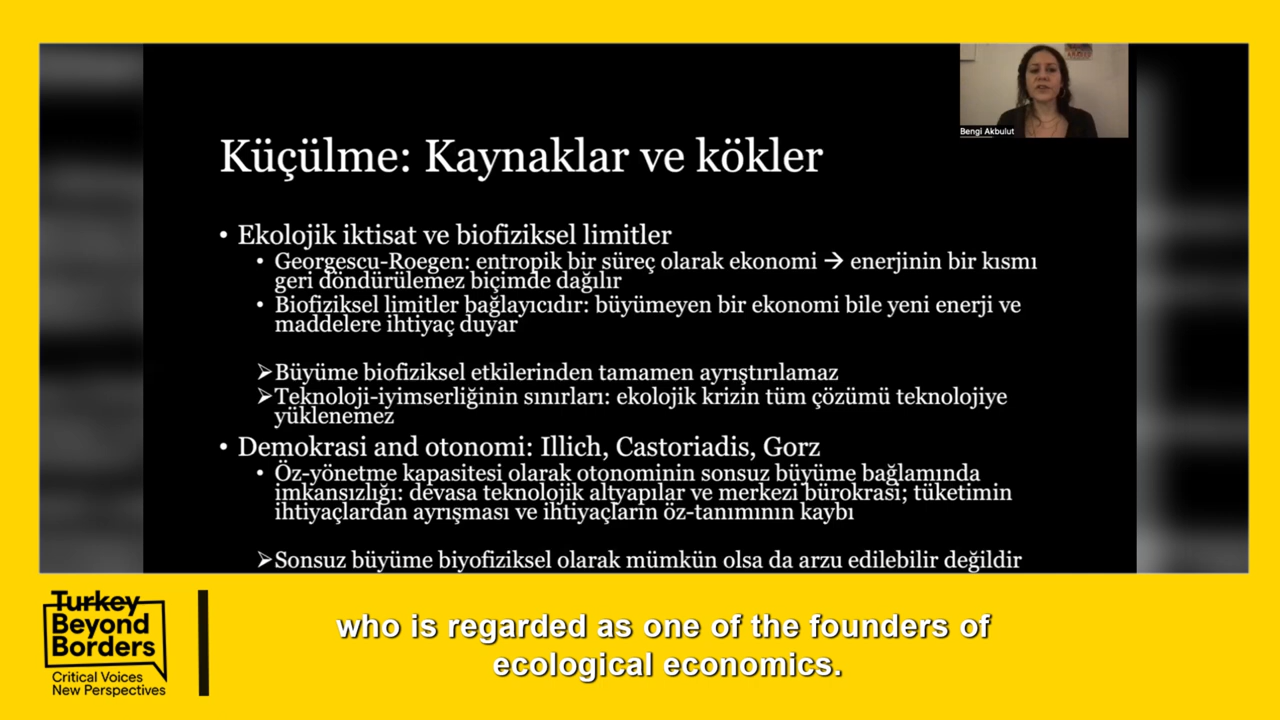 Bengi Akbulut
Küçülme: Kaynaklar ve kökler
• Ekolojik iktisat ve biofiziksel limitler
• Georgescu-Roegen: entropik bir süreç olarak ekonomi → enerjinin bir kısmı
geri döndürülemez biçimde dağılır
• Biofiziksel limitler bağlayıcıdır: büyümeyen bir ekonomi bile yeni enerji ve
maddelere ihtiyaç duyar
➢Büyüme biofiziksel etkilerinden tamamen ayrıştırılamaz
➢Teknoloji-iyimserliğinin sınırları: ekolojik krizin tüm çözümü teknolojiye
yüklenemez
• Demokrasi and otonomi: Illich, Castoriadis, Gorz
• Öz-yönetme kapasitesi olarak otonominin sonsuz büyüme bağlamında
imkansızlığı: devasa teknolojik altyapılar ve merkezi bürokrasi; tüketimin
ihtiyaçlardan ayrışması ve ihtiyaçların öz-tanımının kaybı
➢Sonsuz büyüme biyofiziksel olarak mümkün olsa da arzu edilebilir değildir
Turkey
Beyond
Borders
Critical Voices
New Perspectives
who is regarded as one of the founders of
ecological economics.